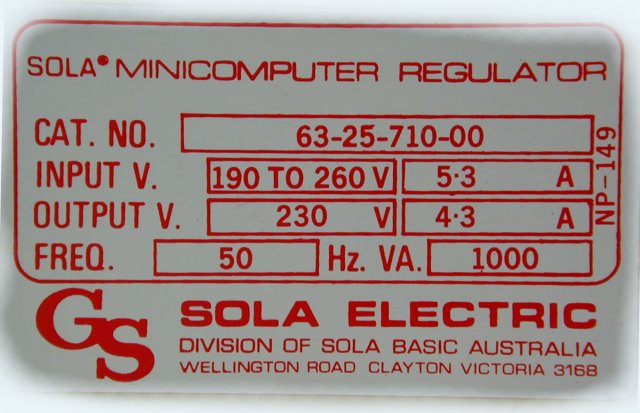 SOLA® MINICOMPUTER REGULATOR
CAT. NO. 63-25-710-00
INPUT V. 190 TO 260 V 5·3 A
OUTPUT V. 230 V 4·3 A
FREQ. 50 Hz. VA. 1000
NP-149
GS
SOLA ELECTRIC
DIVISION OF SOLA BASIC AUSTRALIA
WELLINGTON ROAD CLAYTON VICTORIA 3168